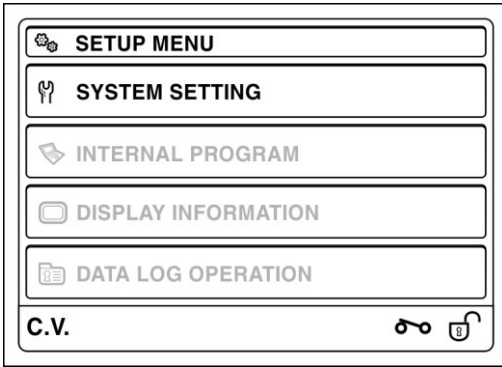 SETUP MENU
SYSTEM SETTING
INTERNAL PROGRAM
DISPLAY INFORMATION
DATA LOG OPERATION
C.V.